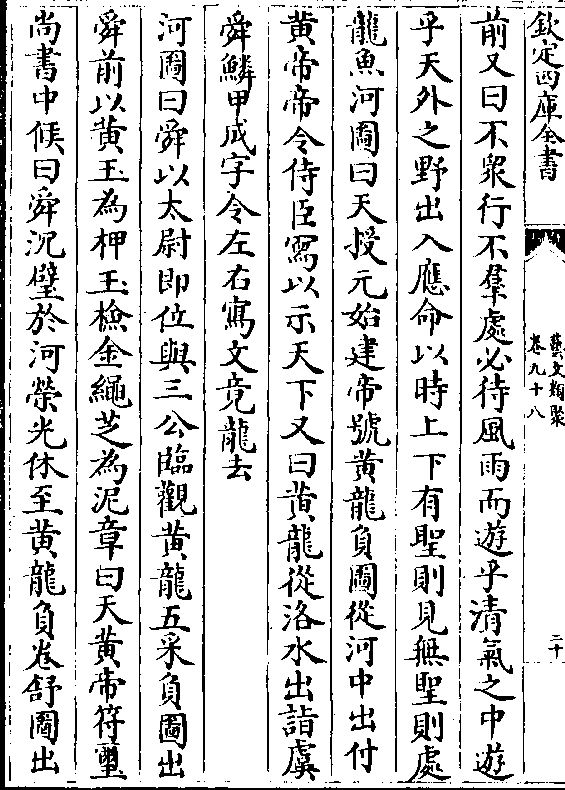 欽定四庫全書
藝文類聚
卷九十八
二十
前又曰不衆行不羣處必待風雨而遊乎清氣之中遊
乎天外之野出入應命以時上下有聖則見無聖則處
龍魚河圖曰天授元始建帝號黄龍負圖從河中出付
黄帝帝令侍臣寫以示天下又曰黄龍從洛水出詣虞
舜鱗甲成字令左右寫文竟龍去
河圖曰舜以太尉即位與三公臨觀黄龍五采負圖出
舜前以黄玉為柙玉檢金繩芝為泥章曰天黄帝符璽
尚書中候曰舜沉璧於河榮光休至黄龍負卷舒圖出